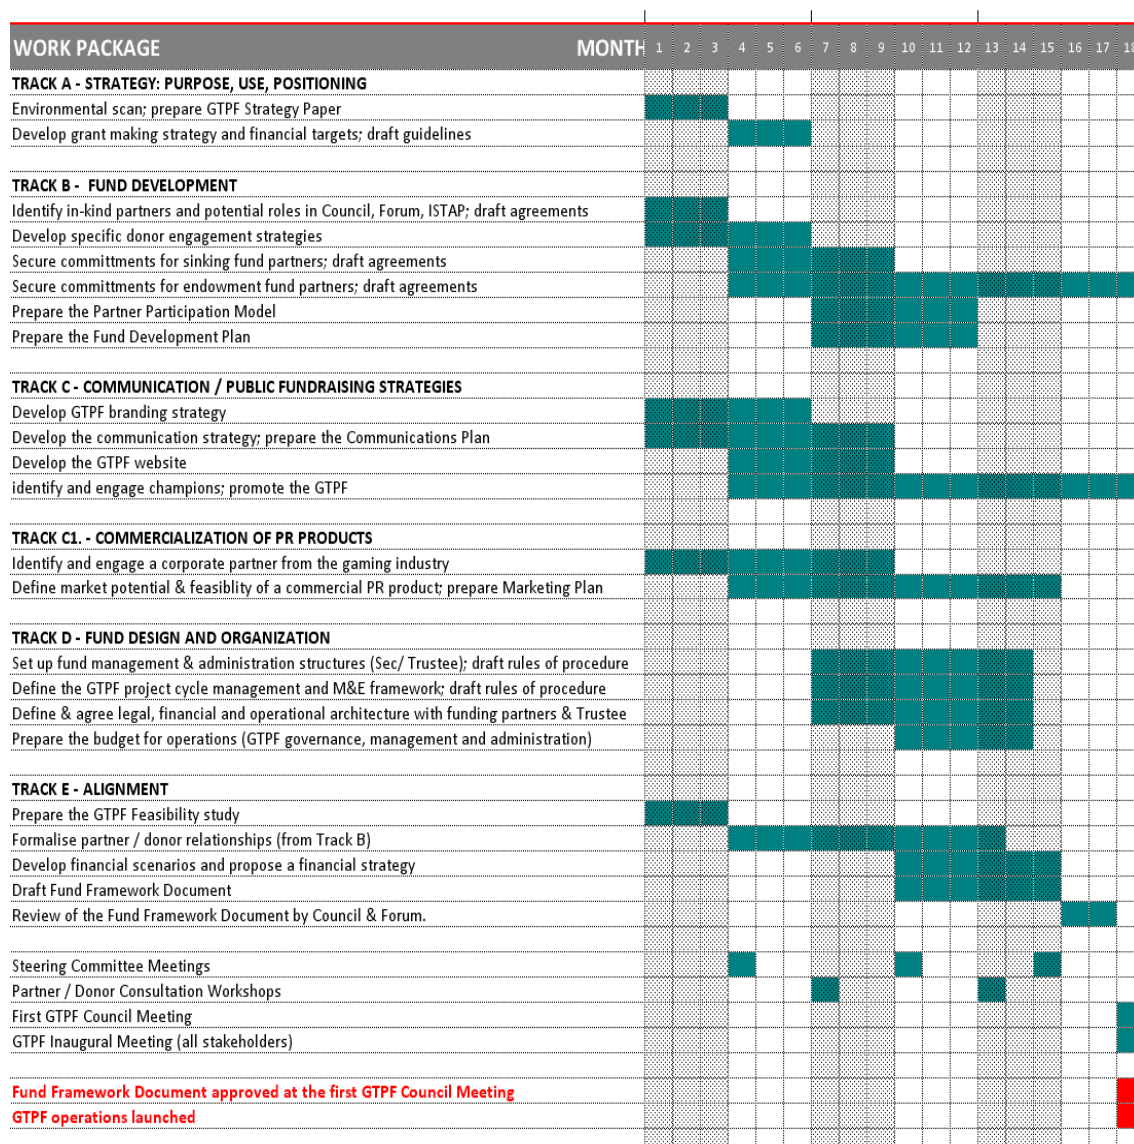 WORK PACKAGE MONTH 1 2 3 4 5 6 7 8 9 10 11 12 13 14 15 16 17 18
TRACK A - STRATEGY: PURPOSE, USE, POSITIONING
Environmental scan; prepare GTPF Strategy Paper
Develop grant making strategy and financial targets; draft guidelines
TRACK B - FUND DEVELOPMENT
Identify in-kind partners and potential roles in Council, Forum, ISTAP; draft agreements
Develop specific donor engagement strategies
Secure committments for sinking fund partners; draft agreements
Secure committments for endowment fund partners; draft agreements
Prepare the Partner Participation Model
Prepare the Fund Development Plan
TRACK C - COMMUNICATION / PUBLIC FUNDRAISING STRATEGIES
Develop GTPF branding strategy
Develop the communication strategy; prepare the Communications Plan
Develop the GTPF website
identify and engage champions; promote the GTPF
TRACK C1. - COMMERCIALIZATION OF PR PRODUCTS
Identify and engage a corporate partner from the gaming industry
Define market potential & feasiblity of a commercial PR product; prepare Marketing Plan
TRACK D - FUND DESIGN AND ORGANIZATION
Set up fund management & administration structures (Sec/ Trustee); draft rules of procedure
Define the GTPF project cycle management and M&E framework; draft rules of procedure
Define & agree legal, financial and operational architecture with funding partners & Trustee
Prepare the budget for operations (GTPF governance, management and administration)
TRACK E - ALIGNMENT
Prepare the GTPF Feasibility study
Formalise partner / donor relationships (from Track B)
Develop financial scenarios and propose a financial strategy
Draft Fund Framework Document
Review of the Fund Framework Document by Council & Forum.
Steering Committee Meetings
Partner / Donor Consultation Workshops
First GTPF Council Meeting
GTPF Inaugural Meeting (all stakeholders)
Fund Framework Document approved at the first GTPF Council Meeting
GTPF operations launched